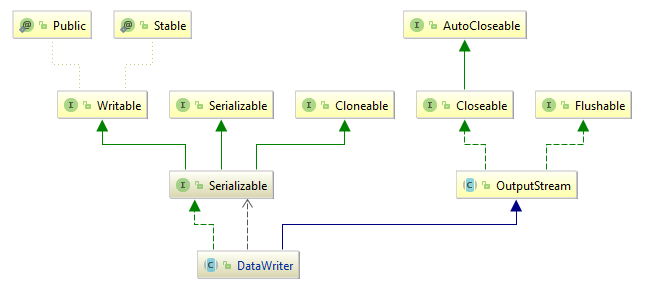 Public
Stable
AutoCloseable
Writable
Serializable
Cloneable
Closeable
Flushable
Serializable
OutputStream
DataWriter